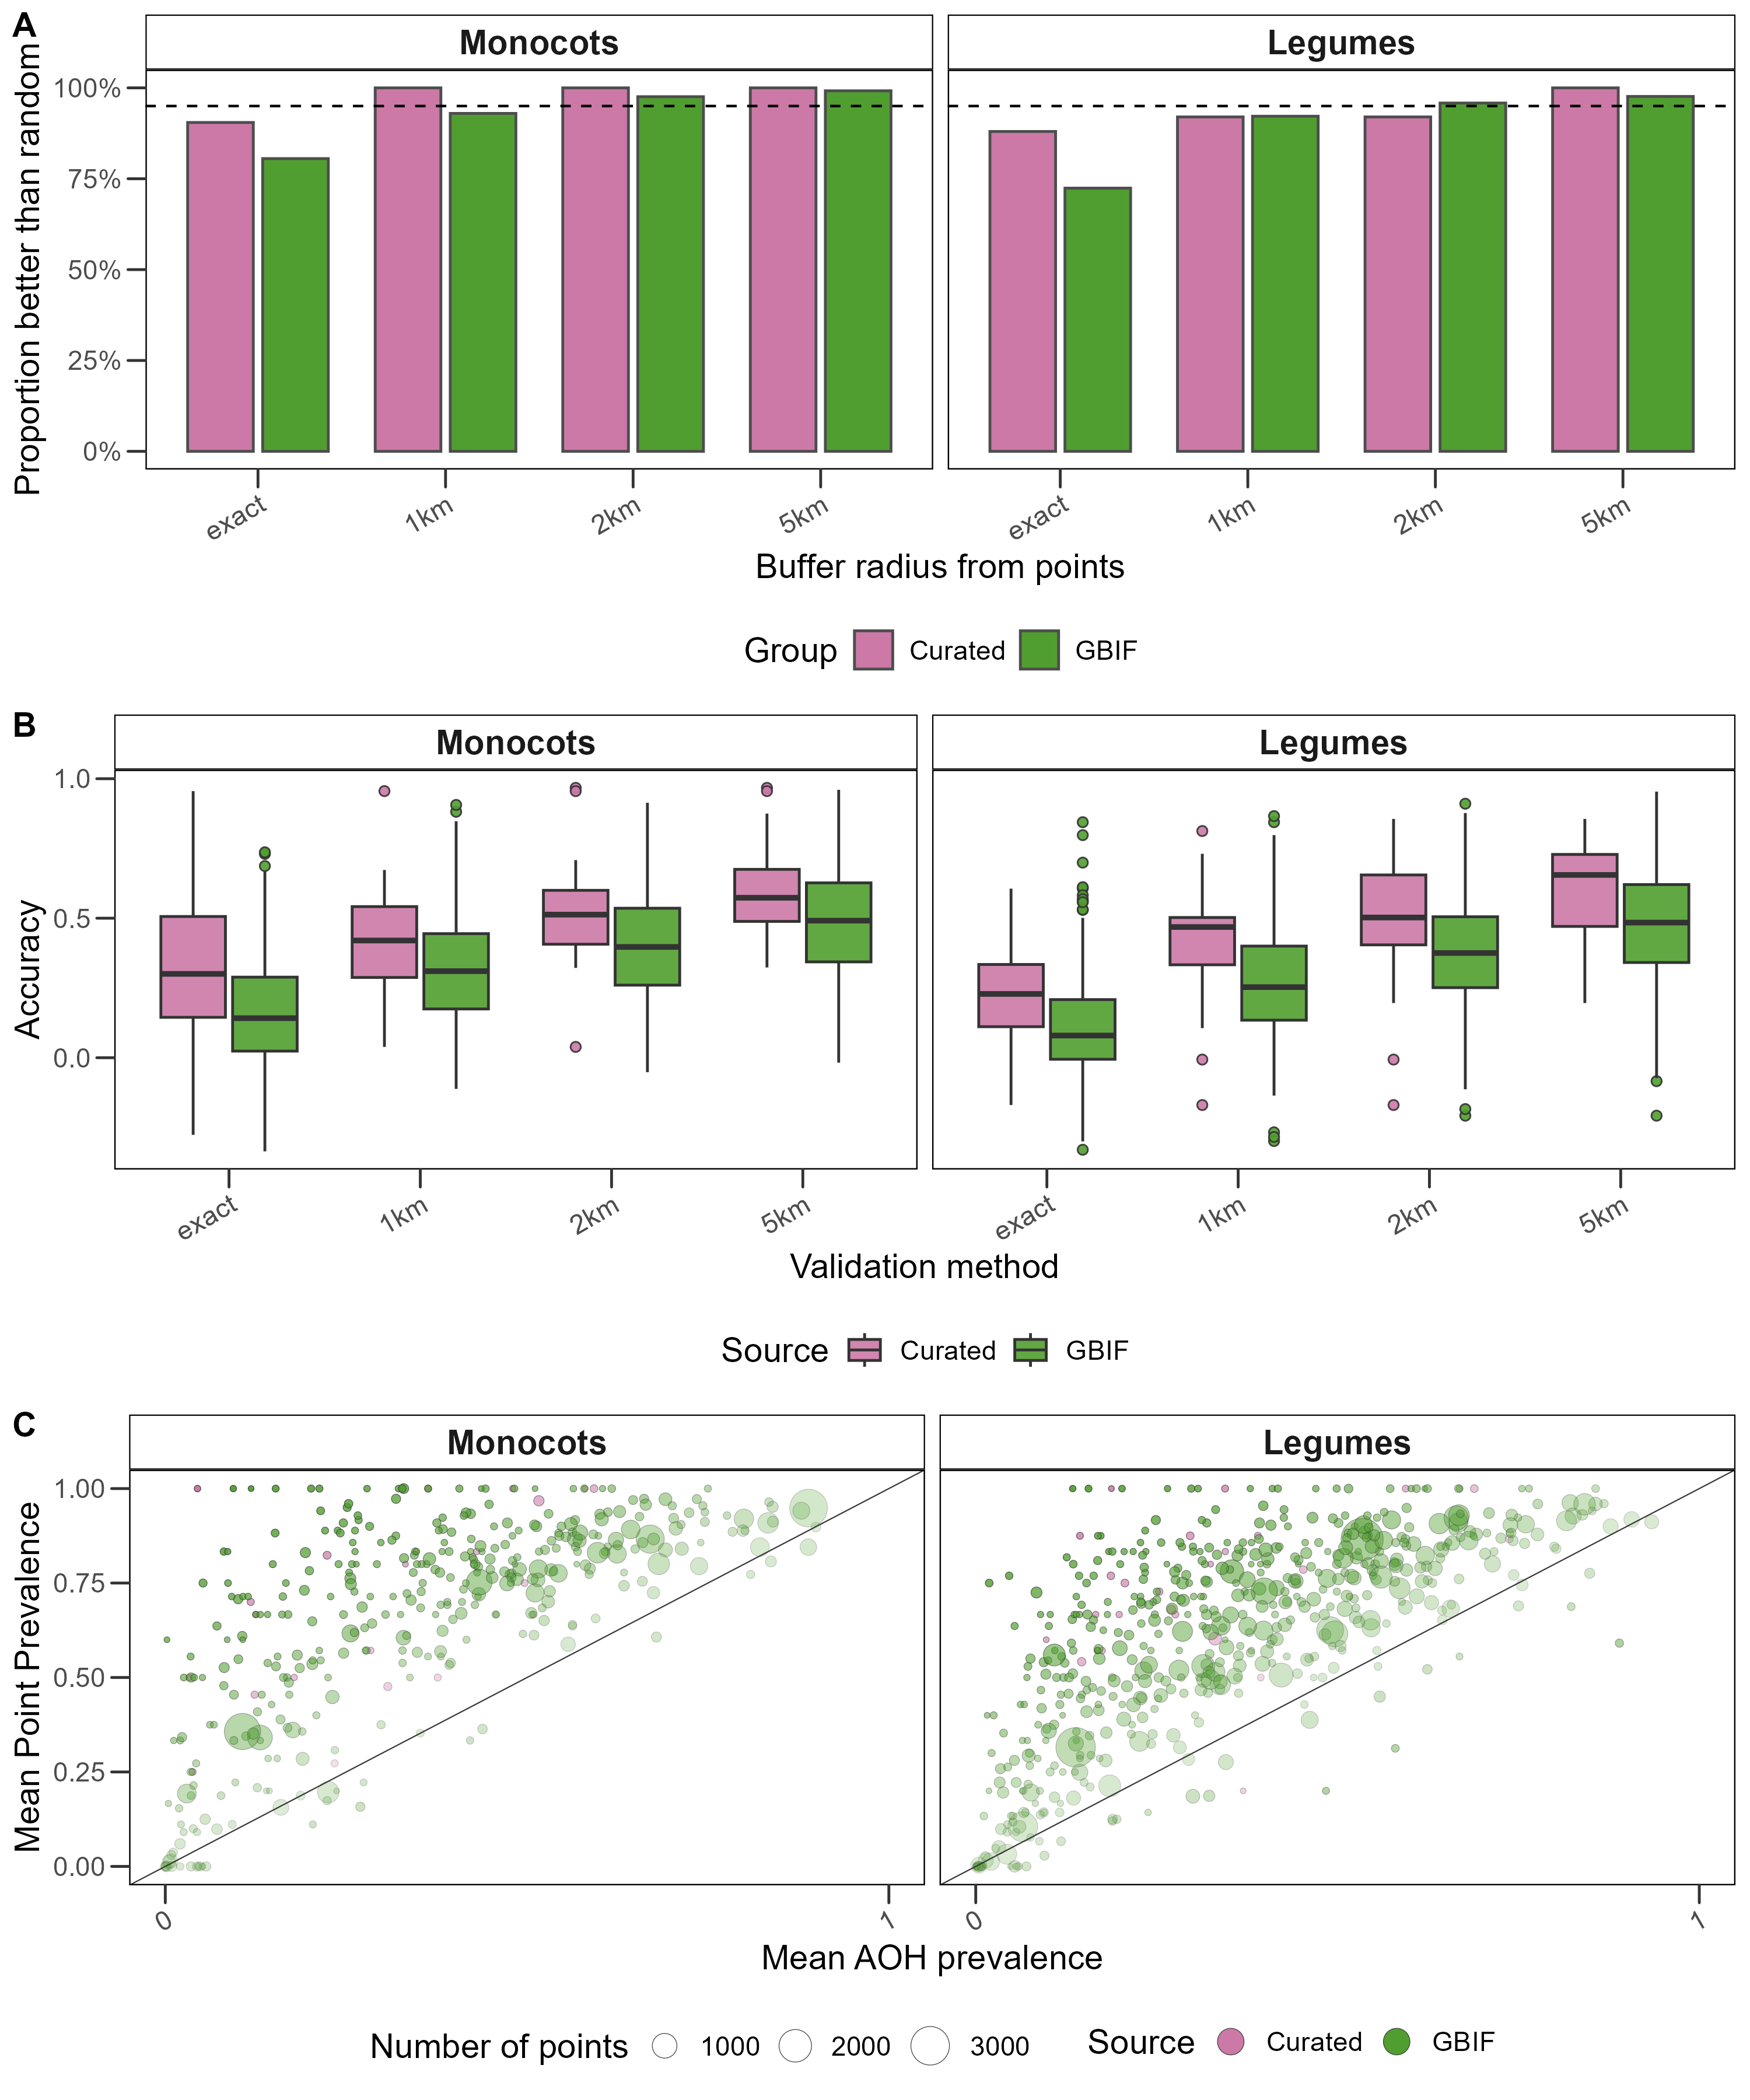 A
Monocots
Legumes
Proportion better than random
100%
75%
50%
25%
0%
exact
1km
2km
5km
exact
1km
2km
5km
Buffer radius from points
Group
Curated
GBIF
B
Monocots
Legumes
Accuracy
1.0
0.5
0.0
exact
1km
2km
5km
exact
1km
2km
5km
Validation method
Source
Curated
GBIF
C
Monocots
Legumes
Mean Point Prevalence
1.00
0.75
0.50
0.25
0.00
0
1
0
1
Mean AOH prevalence
Number of points
1000
2000
3000
Source
Curated
GBIF